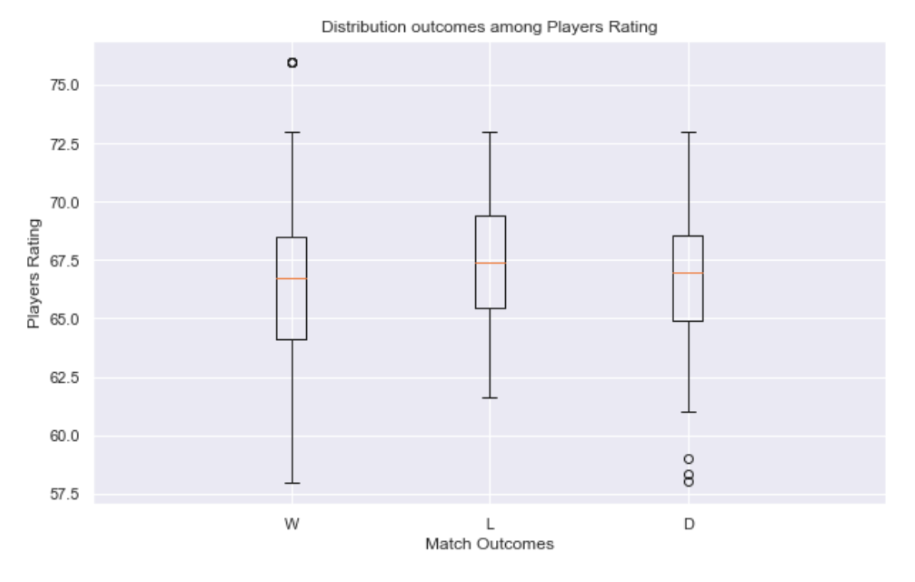 Distribution outcomes among Players Rating
75.0
72.5
70.0
67.5
65.0
62.5
60.0
57.5
Players Rating
W L D
Match Outcomes